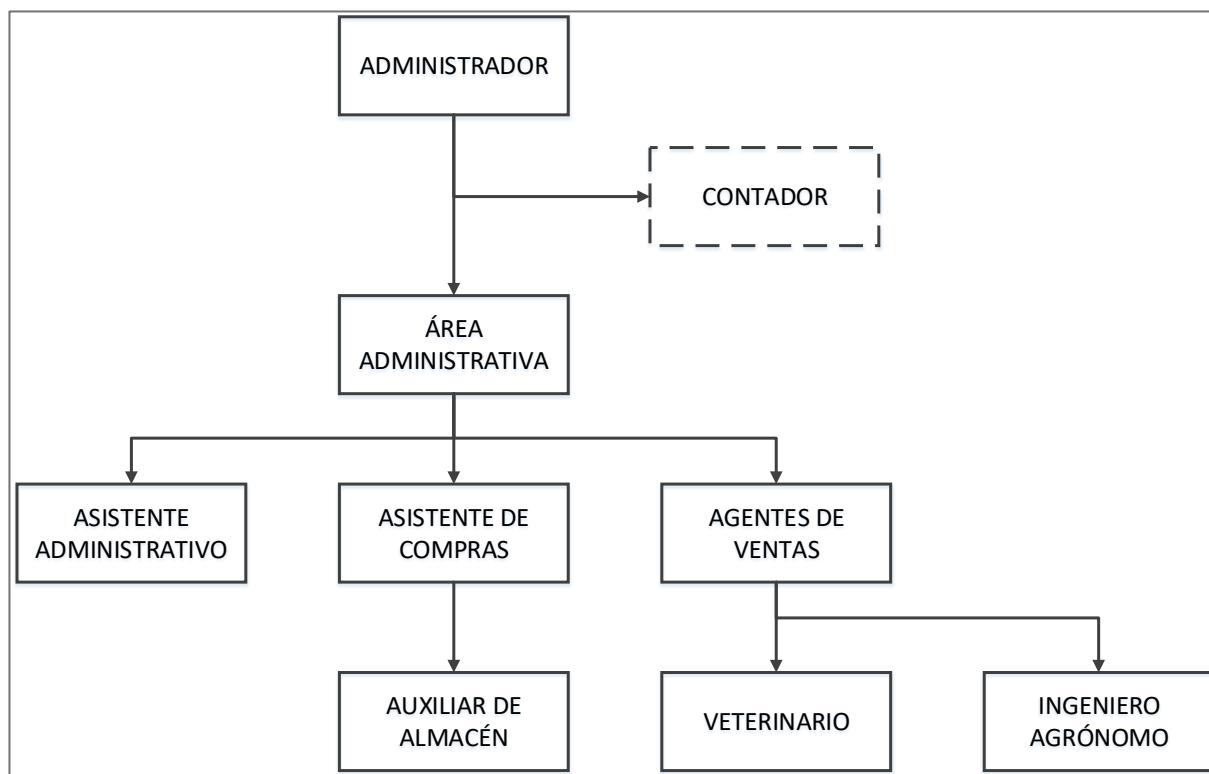 ADMINISTRADOR
CONTADOR
ÁREA
ADMINISTRATIVA
ASISTENTE
ADMINISTRATIVO
ASISTENTE DE
COMPRAS
AGENTES DE
VENTAS
AUXILIAR DE
ALMACÉN
VETERINARIO
INGENIERO
AGRÓNOMO